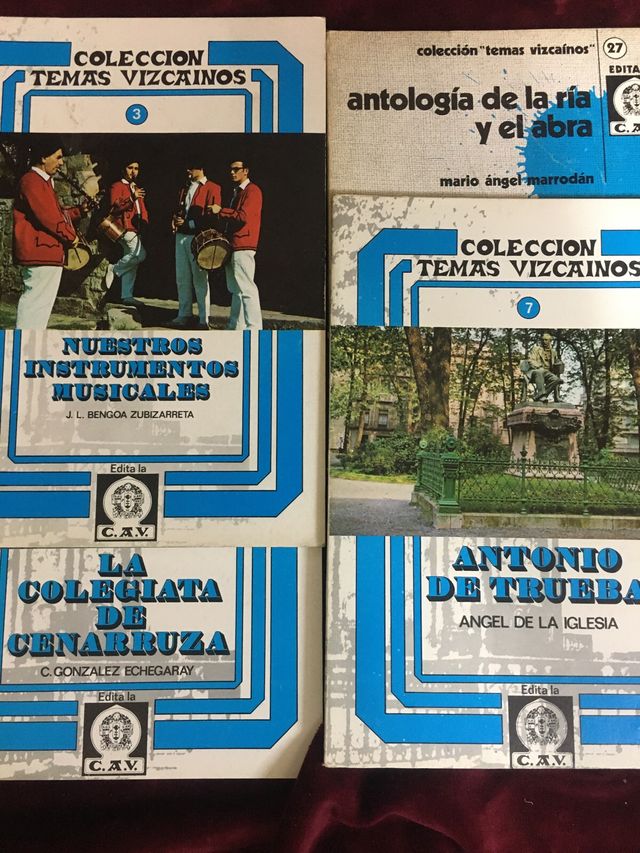 COLECCION
TEMAS VIZCAINOS
3
NUESTROS
INSTRUMENTOS
MUSICALES
J. L. BENGOA ZUBIZARRETA
Edita la
C.A.V.
LA
COLEGIATA
DE
CENARRUZA
C. GONZALEZ ECHEGARAY
Edita la
C.A.V.
colección "temas vizcaínos"
27
antología de la ría
y el abra
mario ángel marrodán
EDITA
C.A.
COLECCION
TEMAS VIZCAINOS
7
ANTONIO
DE TRUEBA
ANGEL DE LA IGLESIA
Edita la
C.A.V.